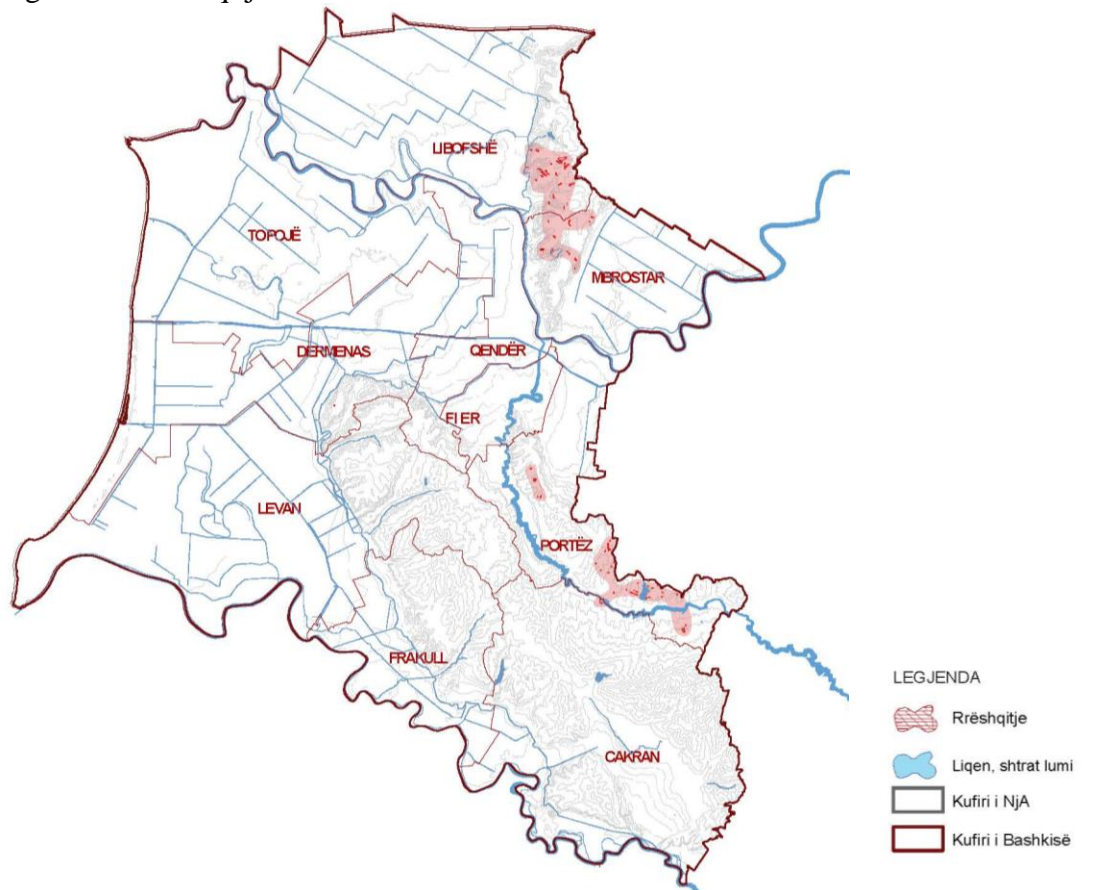 LIBOFSHË
TOPOJË
MBROSTAR
DERMENAS
QENDËR
FIER
LEVAN
PORTËZ
FRAKULL
CAKRAN
LEGJENDA
Rrëshqitje
Liqen, shtrat lumi
Kufiri i NjA
Kufiri i Bashkisë